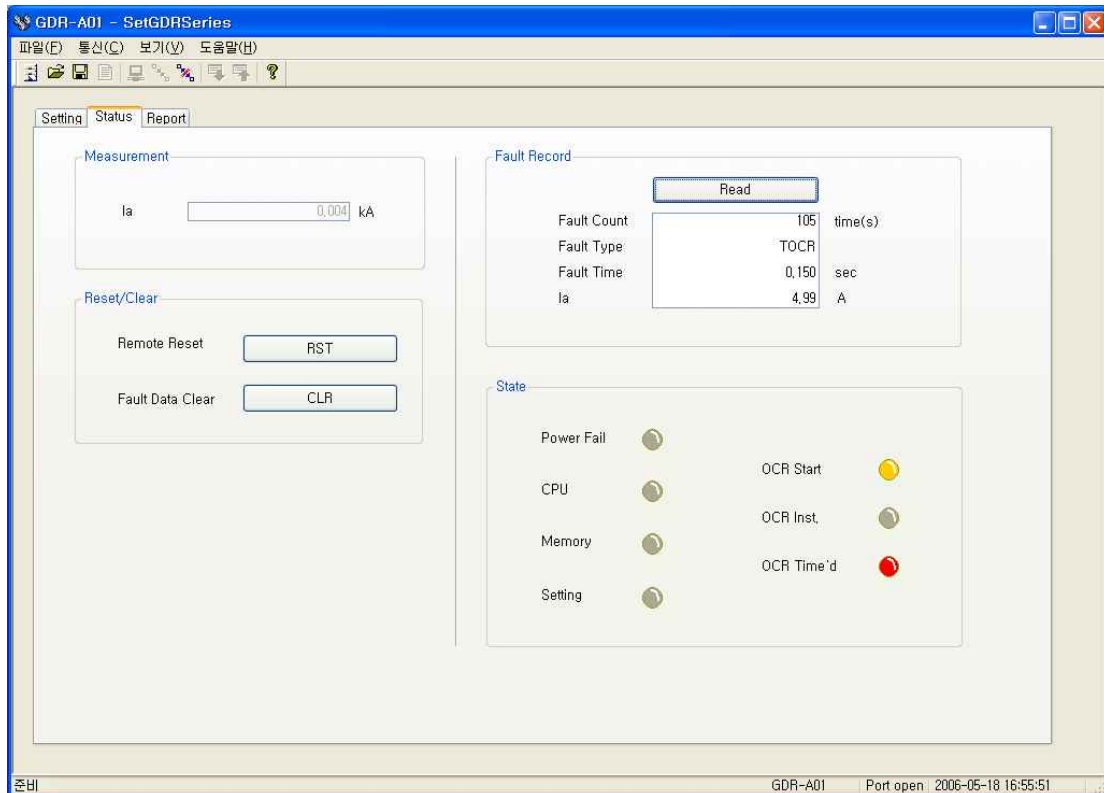 GDR-A01 - SetGDRSeries
파일(F) 통신(C) 보기(V) 도움말(H)
Setting Status Report
Measurement
Ia 0,004 kA
Reset/Clear
Remote Reset RST
Fault Data Clear CLR
Fault Record
Read
Fault Count 105 time(s)
Fault Type TOCR
Fault Time 0,150 sec
Ia 4,99 A
State
Power Fail
CPU
Memory
Setting
OCR Start
OCR Inst,
OCR Time'd
준비 GDR-A01 Port open 2006-05-18 16:55:51